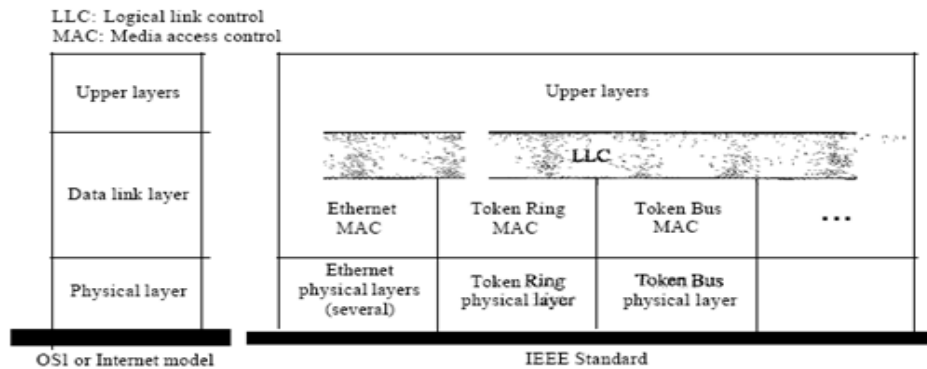 LLC: Logical link control
MAC: Media access control
Upper layers
Data link layer
Physical layer
OS1 or Internet model
Upper layers
LLC
Ethernet
MAC
Token Ring
MAC
Token Bus
MAC
...
Ethernet
physical layers
(several)
Token Ring
physical layer
Token Bus
physical layer
IEEE Standard